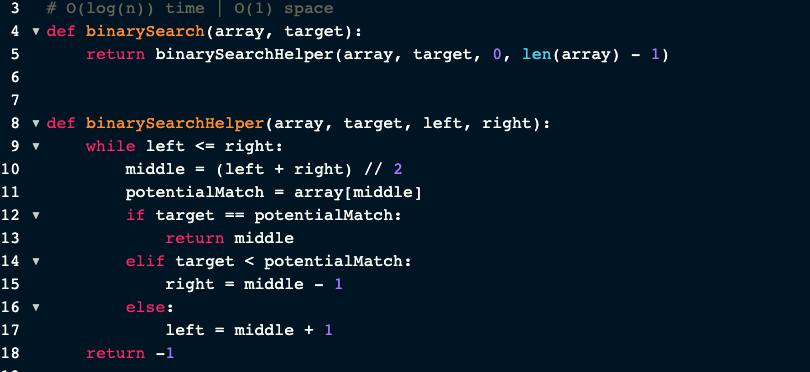 3 # O(log(n)) time | O(1) space
4 ▼ def binarySearch(array, target):
5     return binarySearchHelper(array, target, 0, len(array) - 1)
6
7
8 ▼ def binarySearchHelper(array, target, left, right):
9 ▼     while left <= right:
10         middle = (left + right) // 2
11         potentialMatch = array[middle]
12 ▼         if target == potentialMatch:
13             return middle
14 ▼         elif target < potentialMatch:
15             right = middle - 1
16 ▼         else:
17             left = middle + 1
18     return -1